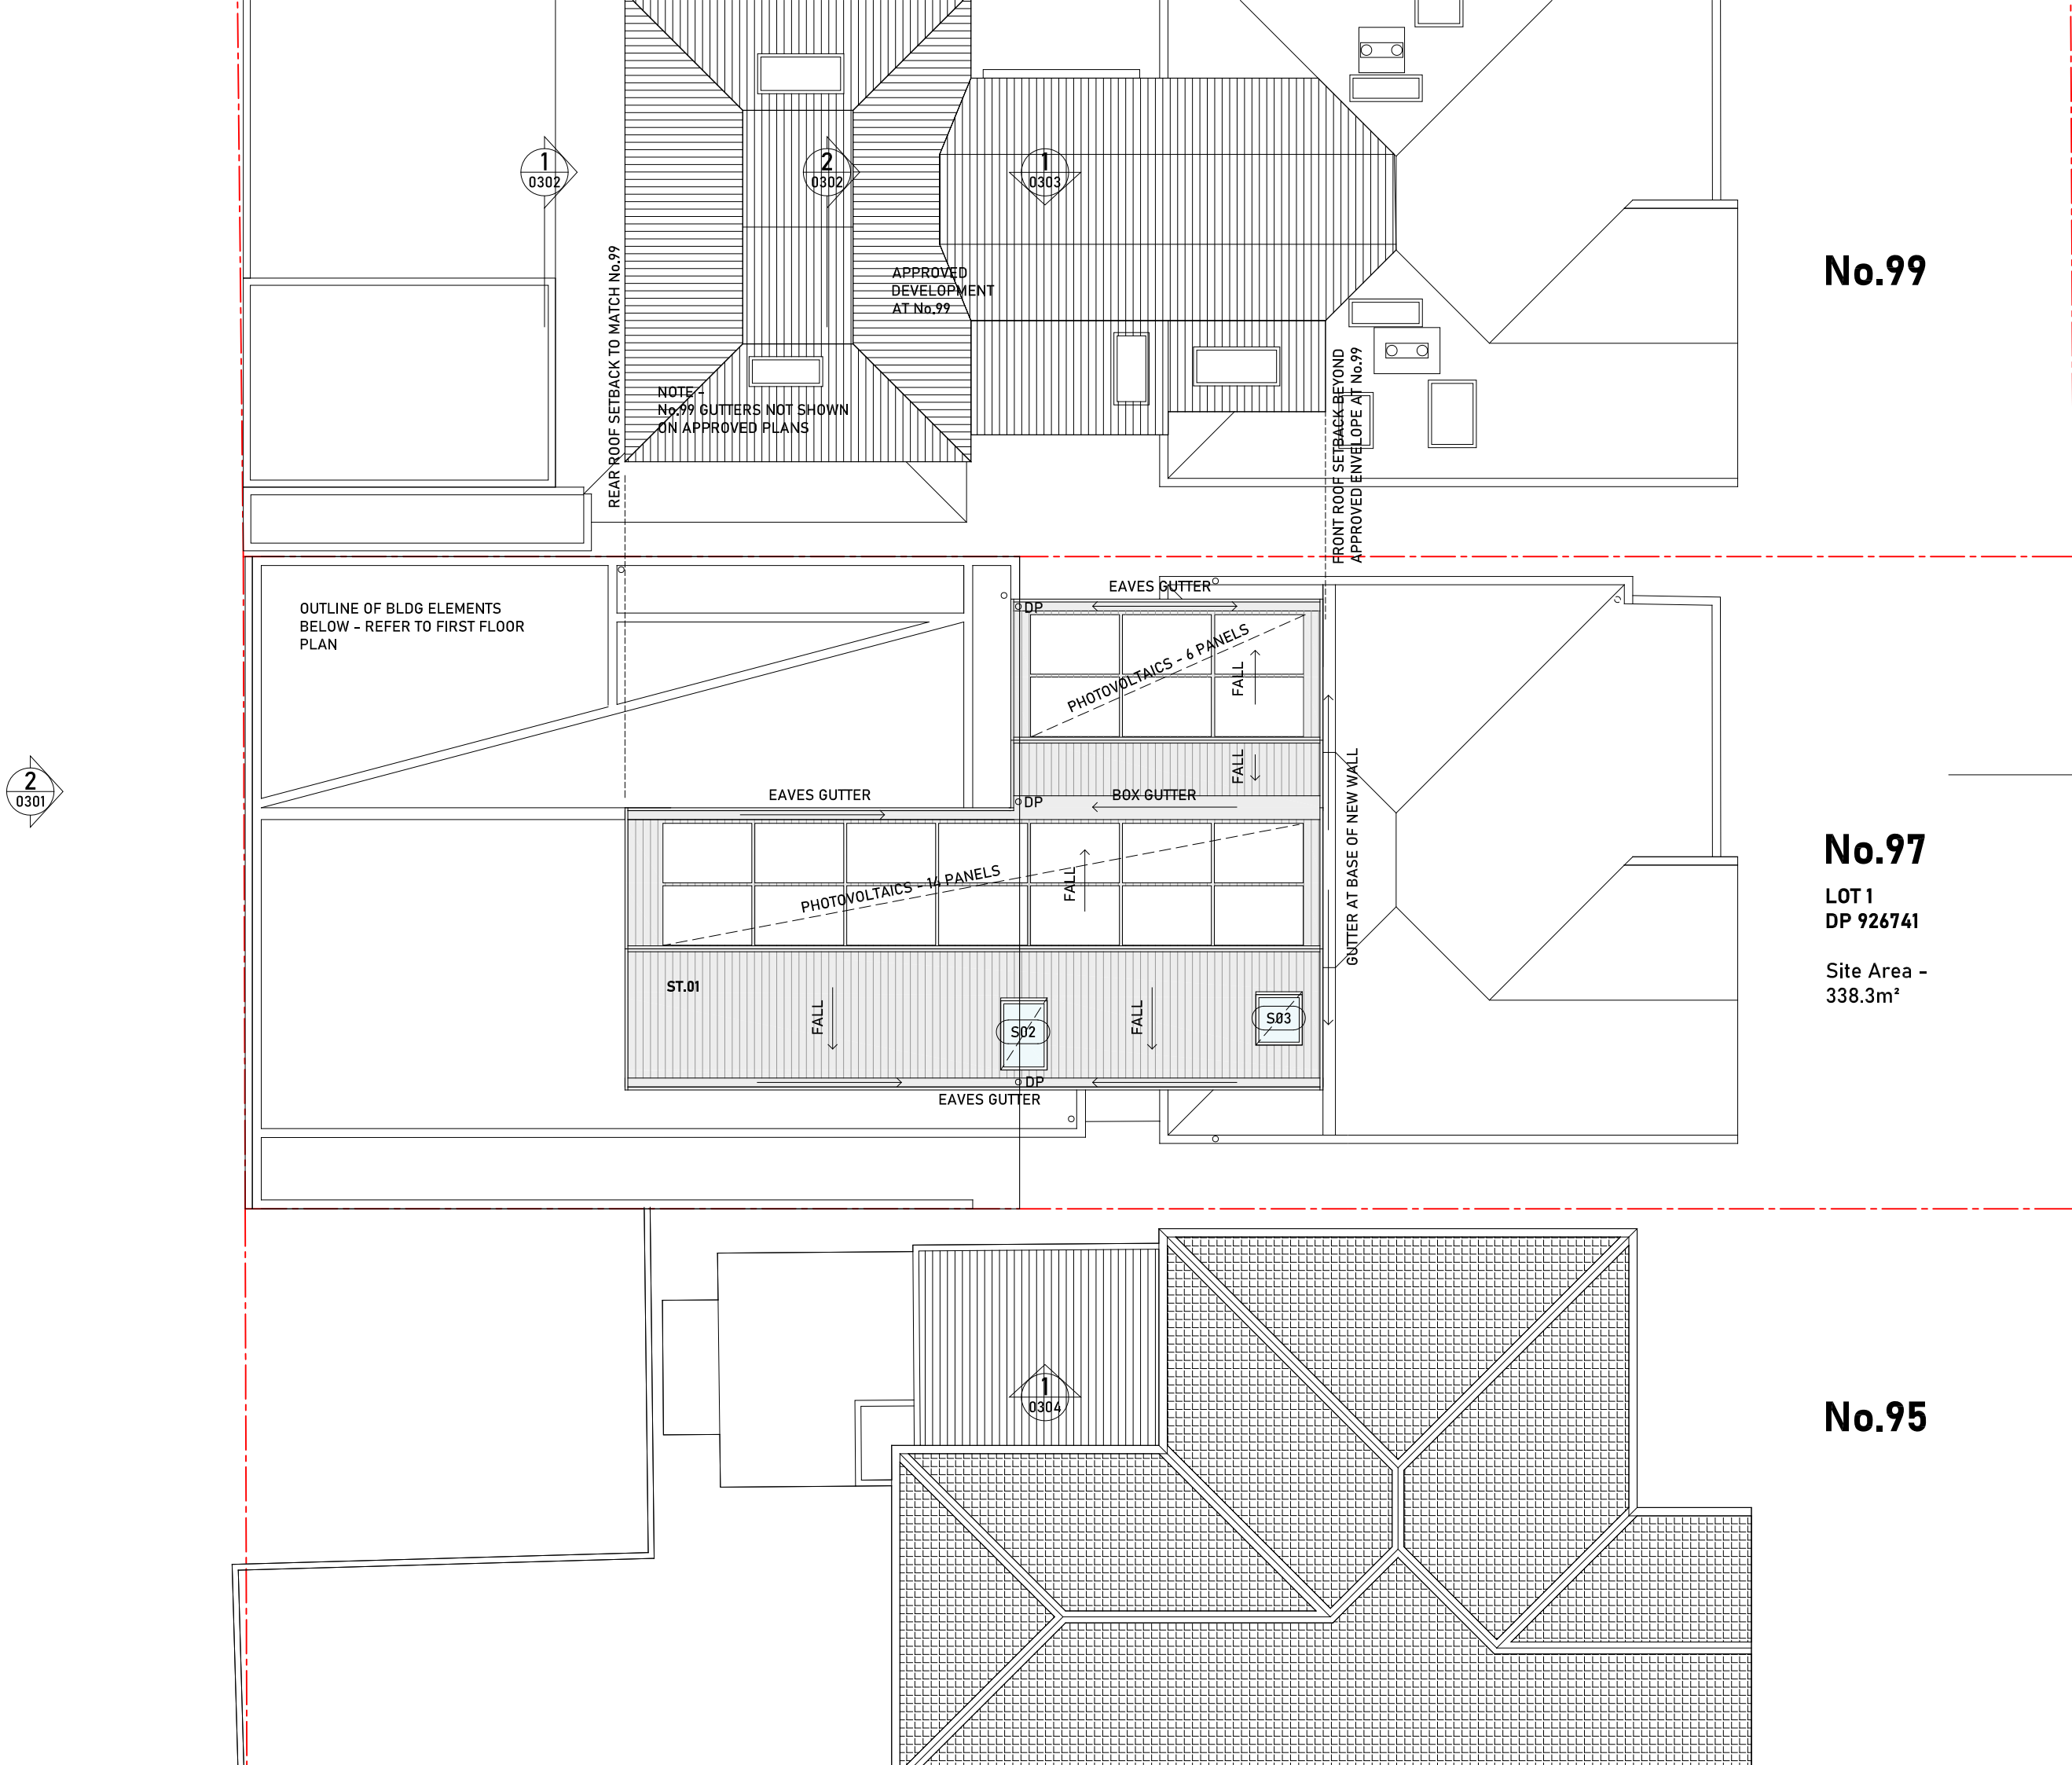 1
0302
2
0302
1
0303
No.99
REAR ROOF SETBACK TO MATCH No.99
APPROVED
DEVELOPMENT
AT No.99
NOTE -
No.99 GUTTERS NOT SHOWN
ON APPROVED PLANS
FRONT ROOF SETBACK BEYOND
APPROVED ENVELOPE AT No.99
OUTLINE OF BLDG ELEMENTS
BELOW - REFER TO FIRST FLOOR
PLAN
EAVES GUTTER
DP
PHOTOVOLTAICS - 6 PANELS
FALL
FALL
2
0301
EAVES GUTTER
DP
BOX GUTTER
GUTTER AT BASE OF NEW WALL
PHOTOVOLTAICS - 14 PANELS
FALL
No.97
LOT 1
DP 926741
Site Area -
338.3m²
ST.01
FALL
S02
FALL
S03
DP
EAVES GUTTER
1
0304
No.95